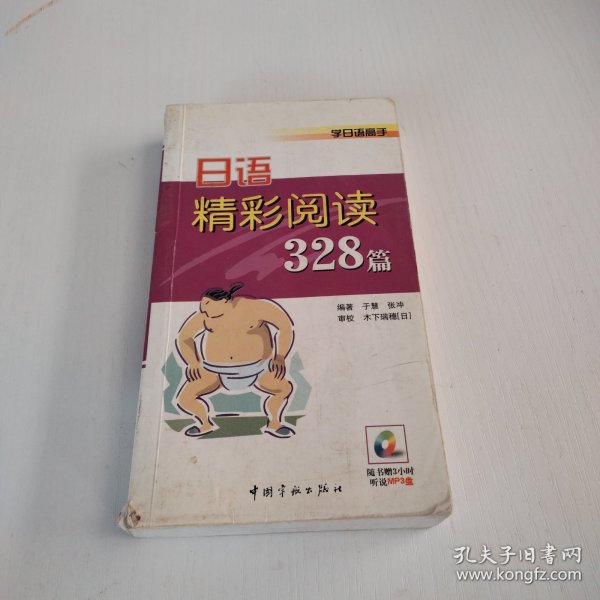 学日语高手
日语
精彩阅读
328篇
编著 于慧 张冲
审校 木下瑞穗[日]
随书赠3小时
听说MP3盘
中国宇航出版社
孔夫子旧书网
www.kongfz.com